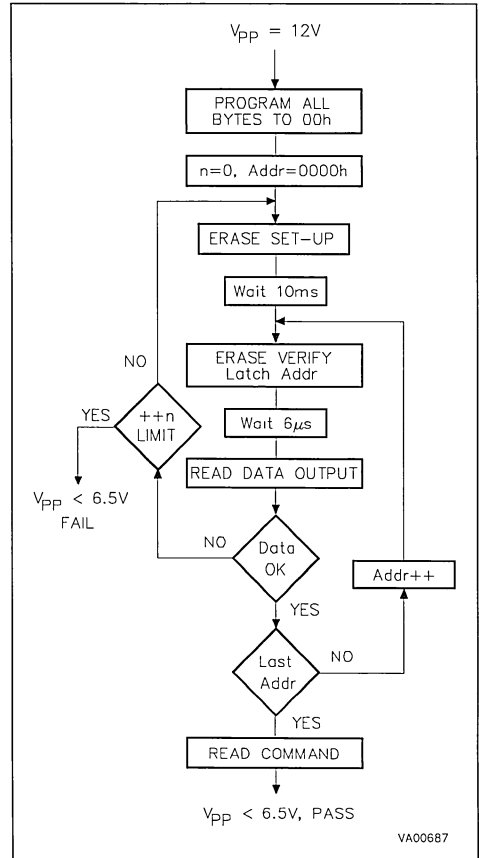 VPP = 12V
PROGRAM ALL
BYTES TO 00h
n=0, Addr=0000h
ERASE SET-UP
Wait 10ms
NO
ERASE VERIFY
Latch Addr
YES
++n
LIMIT
Wait 6µs
READ DATA OUTPUT
VPP < 6.5V
FAIL
NO
Data
OK
Addr++
YES
Last
Addr
NO
YES
READ COMMAND
VPP < 6.5V, PASS
VA00687